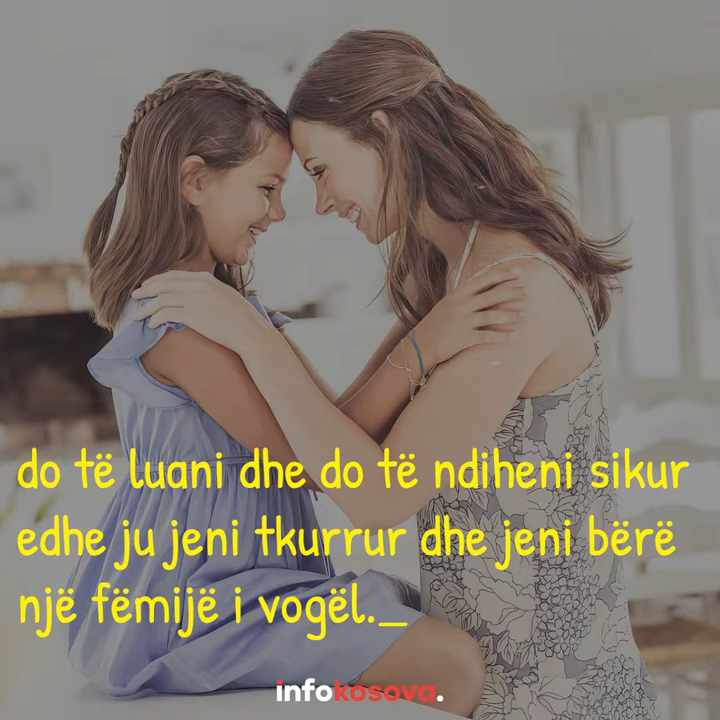 do të luani dhe do të ndiheni sikur
edhe ju jeni tkurrur dhe jeni bërë
një fëmijë i vogël._
infokosova.